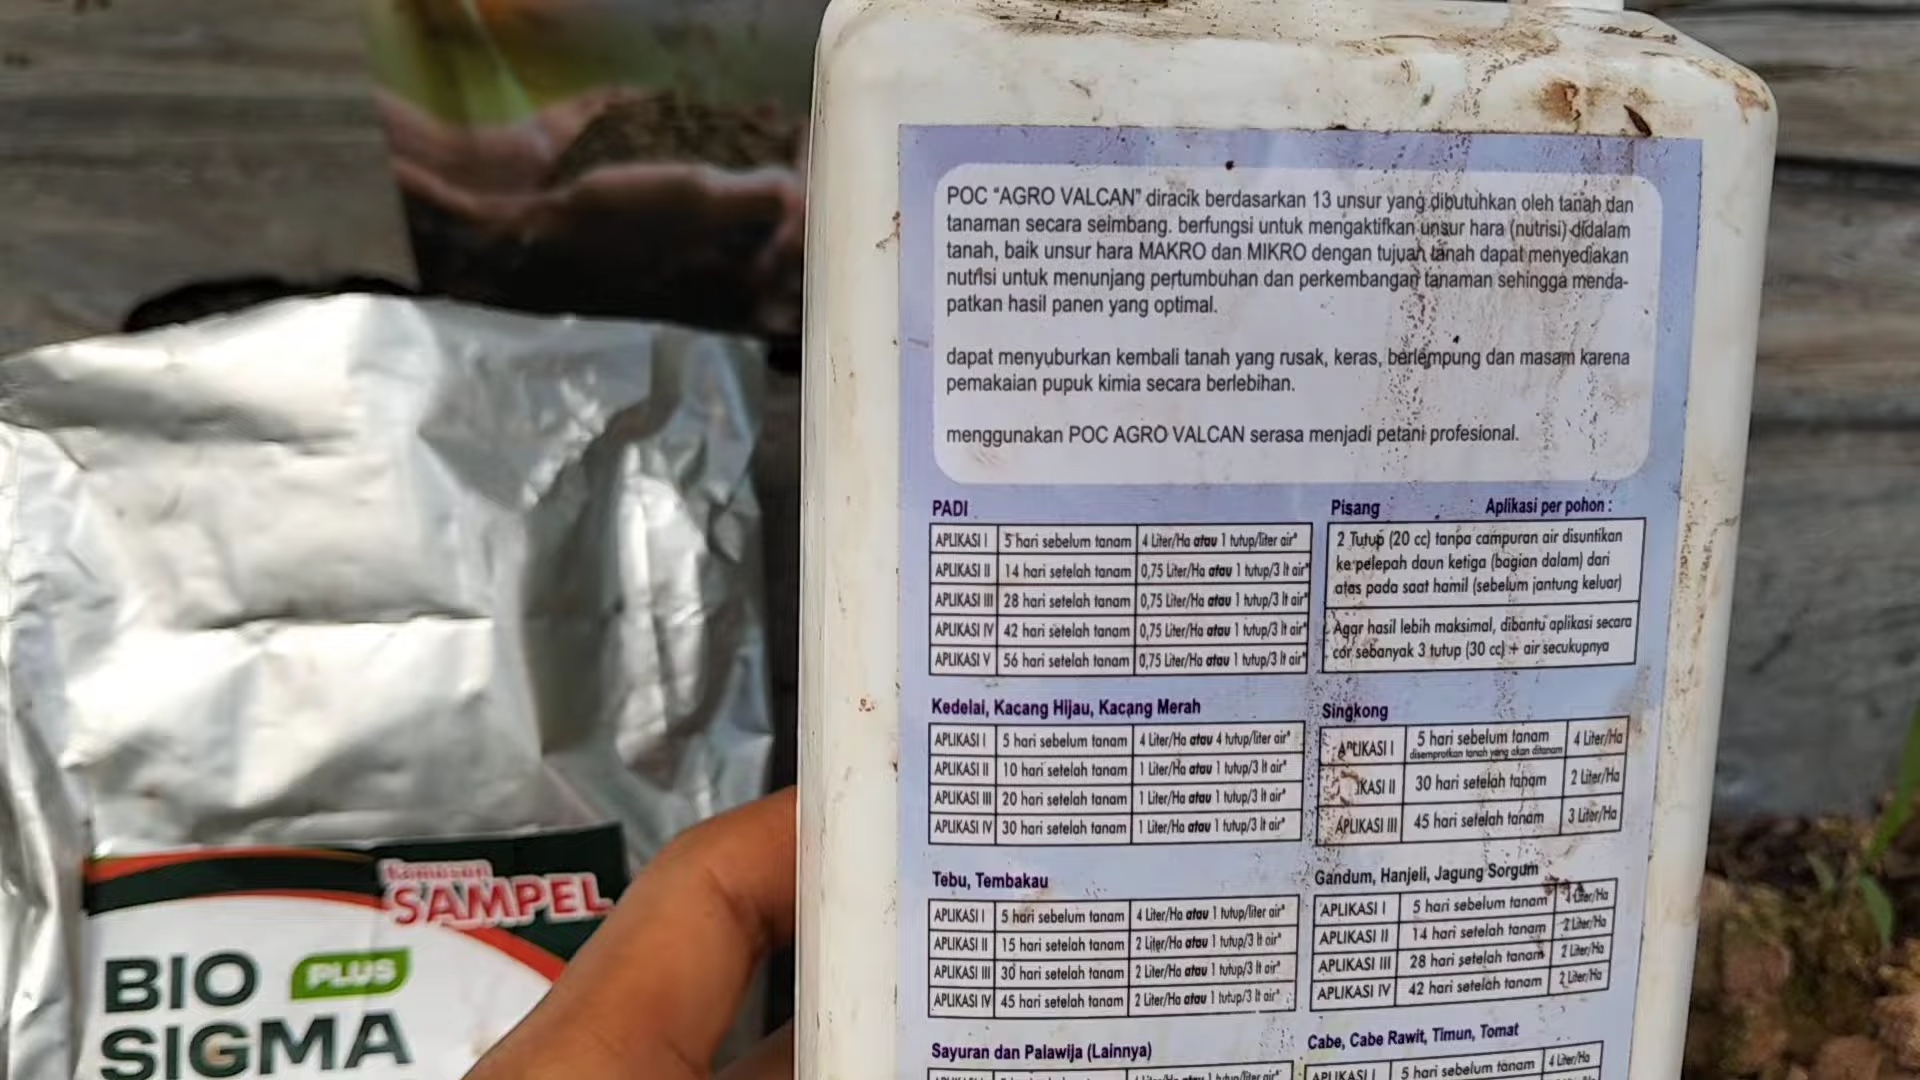 POC "AGRO VALCAN" diracik berdasarkan 13 unsur yang dibutuhkan oleh tanah dan
tanaman secara seimbang. berfungsi untuk mengaktifkan unsur hara (nutrisi) didalam
tanah, baik unsur hara MAKRO dan MIKRO dengan tujuan tanah dapat menyediakan
nutrisi untuk menunjang pertumbuhan dan perkembangan tanaman sehingga menda-
patkan hasil panen yang optimal.
dapat menyuburkan kembali tanah yang rusak, keras, berlempung dan masam karena
pemakaian pupuk kimia secara berlebihan.
menggunakan POC AGRO VALCAN serasa menjadi petani profesional.
PADI
APLIKASI I 5 hari sebelum tanam 4 Liter/Ha atau 1 tutup/liter air*
APLIKASI II 14 hari setelah tanam 0,75 Liter/Ha atau 1 tutup/3 lt air*
APLIKASI III 28 hari setelah tanam 0,75 Liter/Ha atau 1 tutup/3 lt air*
APLIKASI IV 42 hari setelah tanam 0,75 Liter/Ha atau 1 tutup/3 lt air*
APLIKASI V 56 hari setelah tanam 0,75 Liter/Ha atau 1 tutup/3 lt air*
Pisang Aplikasi per pohon :
2 Tutup (20 cc) tanpa campuran air disuntikan
ke pelepah daun ketiga (bagian dalam) dari
atas pada saat hamil (sebelum jantung keluar)
Agar hasil lebih maksimal, dibantu aplikasi secara
cor sebanyak 3 tutup (30 cc) + air secukupnya
Kedelai, Kacang Hijau, Kacang Merah
APLIKASI I 5 hari sebelum tanam 4 Liter/Ha atau 4 tutup/liter air*
APLIKASI II 10 hari setelah tanam 1 Liter/Ha atau 1 tutup/3 lt air*
APLIKASI III 20 hari setelah tanam 1 Liter/Ha atau 1 tutup/3 lt air*
APLIKASI IV 30 hari setelah tanam 1 Liter/Ha atau 1 tutup/3 lt air*
Singkong
APLIKASI I 5 hari sebelum tanam 4 Liter/Ha
disemprotkan tanah yang akan ditanam
IKASI II 30 hari setelah tanam 2 Liter/Ha
APLIKASI III 45 hari setelah tanam 3 Liter/Ha
Tebu, Tembakau
APLIKASI I 5 hari sebelum tanam 4 Liter/Ha atau 1 tutup/liter air*
APLIKASI II 15 hari setelah tanam 2 Liter/Ha atau 1 tutup/3 lt air*
APLIKASI III 30 hari setelah tanam 2 Liter/Ha atau 1 tutup/3 lt air*
APLIKASI IV 45 hari setelah tanam 2 Liter/Ha atau 1 tutup/3 lt air*
Gandum, Hanjeli, Jagung Sorgum
APLIKASI I 5 hari sebelum tanam Liter/Ha
APLIKASI II 14 hari setelah tanam 2 Liter/Ha
APLIKASI III 28 hari setelah tanam 2 Liter/Ha
APLIKASI IV 42 hari setelah tanam 2 Liter/Ha
Sayuran dan Palawija (Lainnya)
Cabe, Cabe Rawit, Timun, Tomat
APLIKASI I 5 hari sebelum tanam 4 Liter/Ha
Kemasan
SAMPEL
BIO PLUS
SIGMA